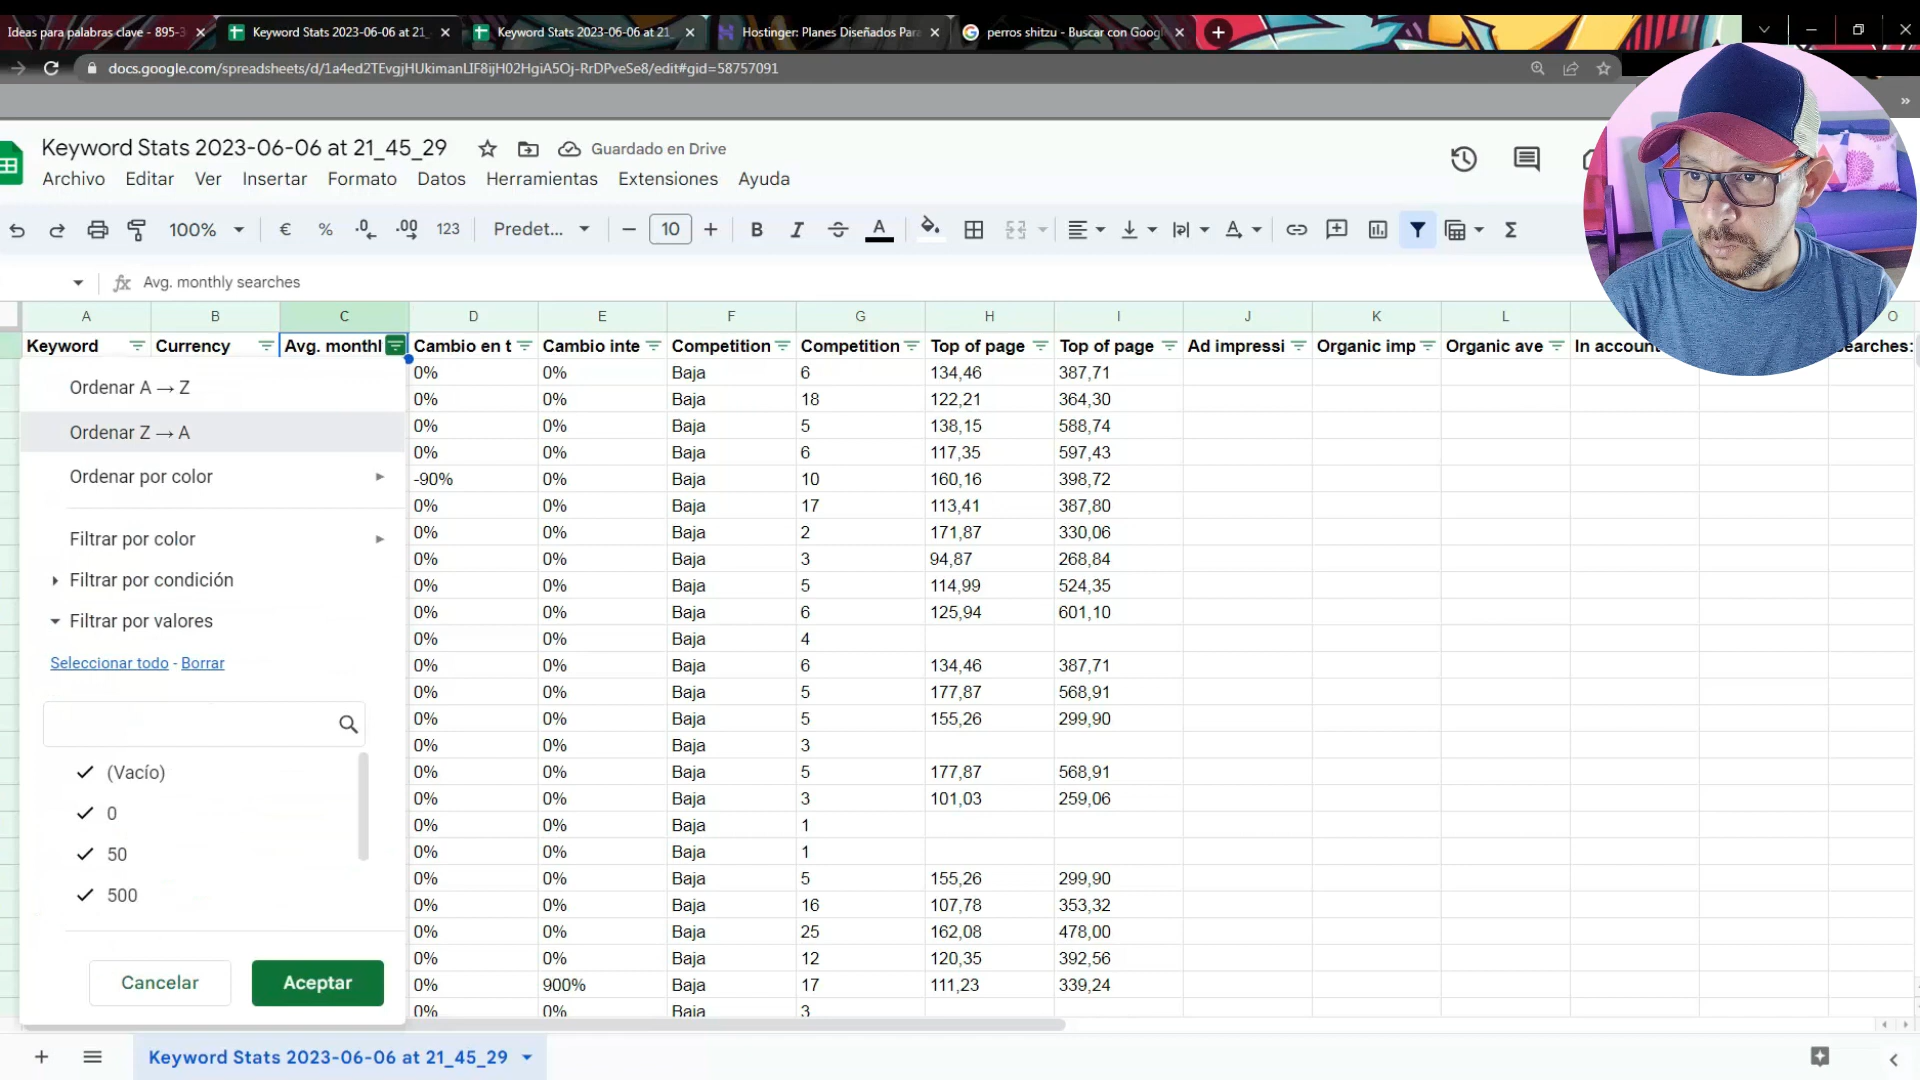 Ideas para palabras clave - 895-3
Keyword Stats 2023-06-06 at 21_
Keyword Stats 2023-06-06 at 21_
Hostinger: Planes Diseñados Para
perros shitzu - Buscar con Googl
docs.google.com/spreadsheets/d/1a4ed2TEvgjHUkimanLIF8ijH02HgiA5Oj-RrDPveSe8/edit#gid=58757091
Keyword Stats 2023-06-06 at 21_45_29
Guardado en Drive
Archivo Editar Ver Insertar Formato Datos Herramientas Extensiones Ayuda
100% € % .0 .00 123 Predet... 10 B I A
fx Avg. monthly searches
A B C D E F G H I J K L O
Keyword Currency Avg. monthl Cambio en t Cambio inte Competition Competition Top of page Top of page Ad impressi Organic imp Organic ave In account earches:
0% 0% Baja 6 134,46 387,71
0% 0% Baja 18 122,21 364,30
0% 0% Baja 5 138,15 588,74
0% 0% Baja 6 117,35 597,43
-90% 0% Baja 10 160,16 398,72
0% 0% Baja 17 113,41 387,80
0% 0% Baja 2 171,87 330,06
0% 0% Baja 3 94,87 268,84
0% 0% Baja 5 114,99 524,35
0% 0% Baja 6 125,94 601,10
0% 0% Baja 4
0% 0% Baja 6 134,46 387,71
0% 0% Baja 5 177,87 568,91
0% 0% Baja 5 155,26 299,90
0% 0% Baja 3
0% 0% Baja 5 177,87 568,91
0% 0% Baja 3 101,03 259,06
0% 0% Baja 1
0% 0% Baja 1
0% 0% Baja 5 155,26 299,90
0% 0% Baja 16 107,78 353,32
0% 0% Baja 25 162,08 478,00
0% 0% Baja 12 120,35 392,56
0% 900% Baja 17 111,23 339,24
0% 0% Baja 3
Ordenar A → Z
Ordenar Z → A
Ordenar por color
Filtrar por color
Filtrar por condición
Filtrar por valores
Seleccionar todo - Borrar
(Vacío)
0
50
500
Cancelar Aceptar
Keyword Stats 2023-06-06 at 21_45_29